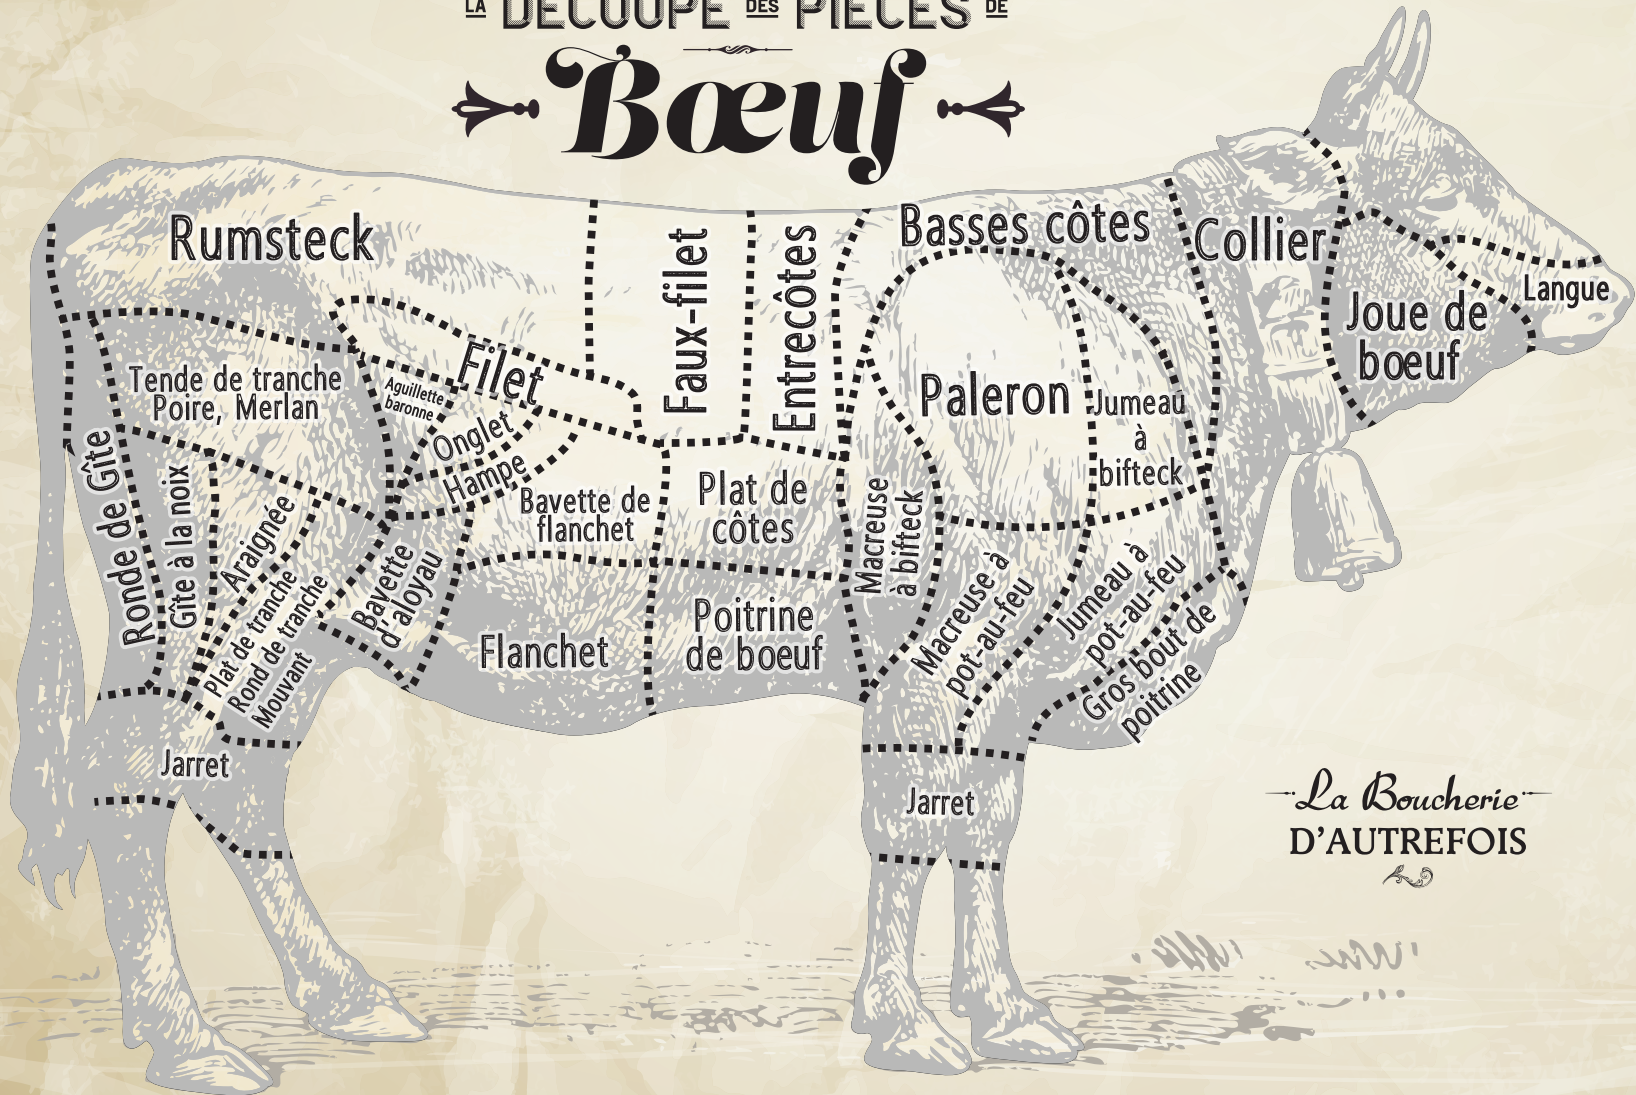 LA DÉCOUPE DES PIÈCES DE
Bœuf
Rumsteck
Faux-filet
Entrecôtes
Basses côtes
Collier
Langue
Joue de
bœuf
Filet
Tende de tranche
Poire, Merlan
Aiguillette
baronne
Onglet
Hampe
Paleron
Jumeau
à
bifteck
Ronde de Gîte
Gîte à la noix
Araignée
Plat de tranche
Rond de tranche
Mouvant
Bavette
d'aloyau
Bavette de
flanchet
Plat de
côtes
Macreuse
à bifteck
Flanchet
Poitrine
de boeuf
Macreuse à
pot-au-feu
Jumeau à
pot-au-feu
Gros bout de
poitrine
Jarret
Jarret
La Boucherie
D'AUTREFOIS